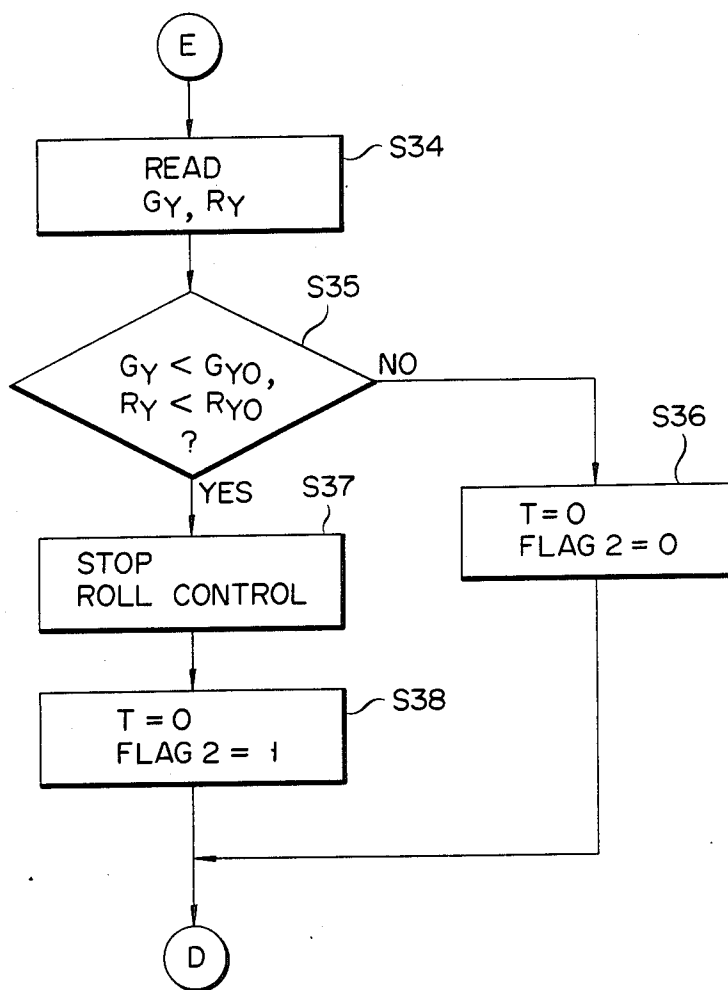 E
READ
GY, RY
S34
S35
GY < GYO,
RY < RYO
?
NO
YES
S36
T = 0
FLAG 2 = 0
S37
STOP
ROLL CONTROL
S38
T = 0
FLAG 2 = 1
D